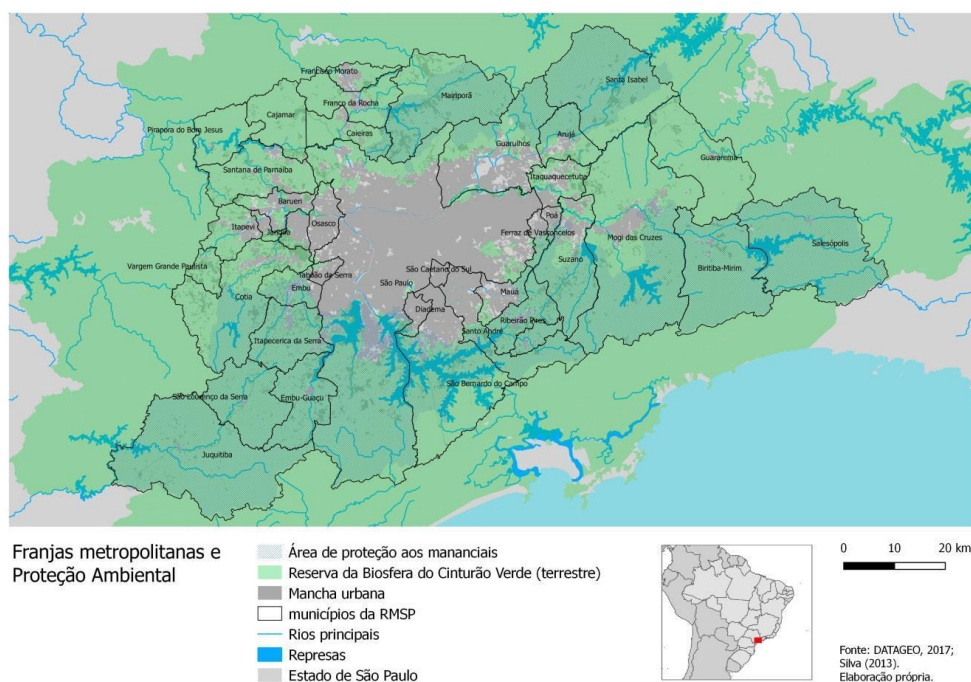 Francisco Morato
Santa Isabel
Mairiporã
Franco da Rocha
Cajamar
Pirapora do Bom Jesus
Caieiras
Arujá
Guarulhos
Guararema
Santana de Parnaíba
Itaquaquecetuba
Barueri
Itapevi
Jandira
Osasco
Poá
Ferraz de Vasconcelos
Mogi das Cruzes
Salesópolis
Vargem Grande Paulista
Suzano
Biritiba-Mirim
Taboão da Serra
São Caetano do Sul
São Paulo
Embu
Cotia
Mauá
Diadema
Ribeirão Pires
Santo André
Itapecerica da Serra
São Bernardo do Campo
São Lourenço da Serra
Embu-Guaçu
Juquitiba
Franjas metropolitanas e
Proteção Ambiental
Área de proteção aos mananciais
Reserva da Biosfera do Cinturão Verde (terrestre)
Mancha urbana
municípios da RMSP
Rios principais
Represas
Estado de São Paulo
0 10 20 km
Fonte: DATAGEO, 2017;
Silva (2013).
Elaboração própria.